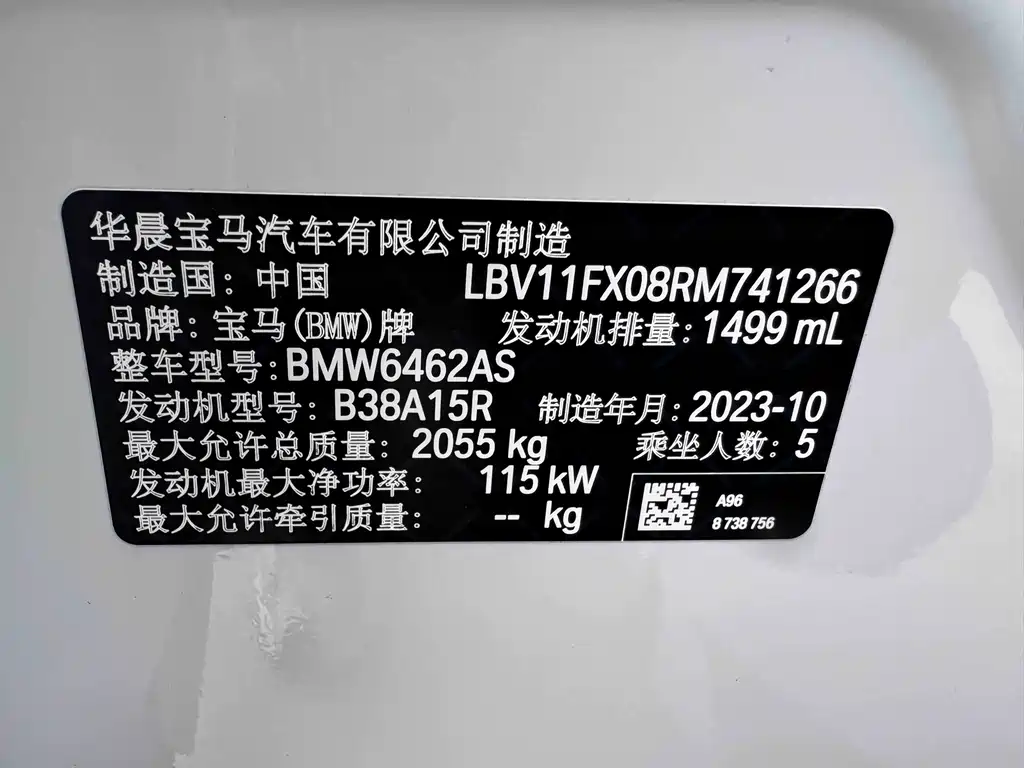 华晨宝马汽车有限公司制造
制造国：中国 LBV11FX08RM741266
品牌：宝马(BMW)牌 发动机排量：1499 mL
整车型号：BMW6462AS
发动机型号：B38A15R 制造年月：2023-10
最大允许总质量：2055 kg 乘坐人数：5
发动机最大净功率：115 kW
最大允许牵引质量：-- kg
A96
8 738 756